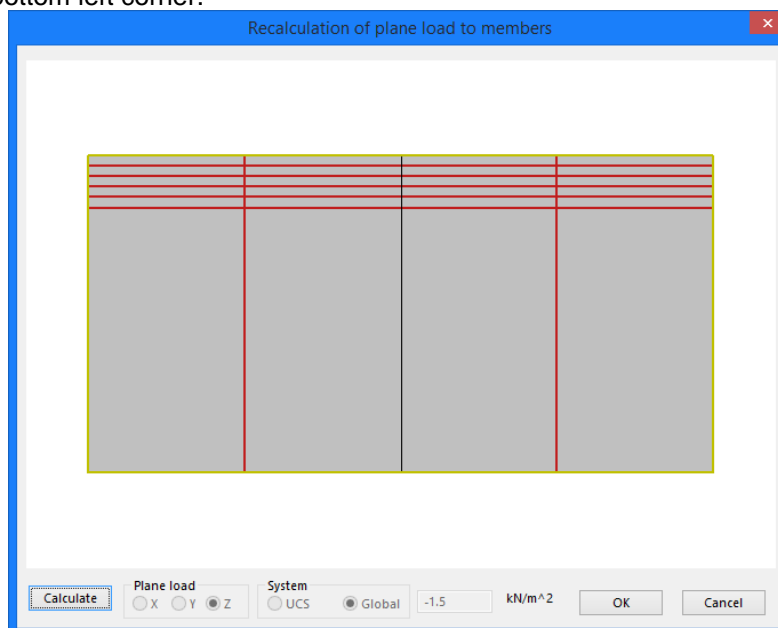 bottom left corner.
Recalculation of plane load to members
Plane load System
Calculate X Y Z UCS Global -1.5 kN/m^2 OK Cancel